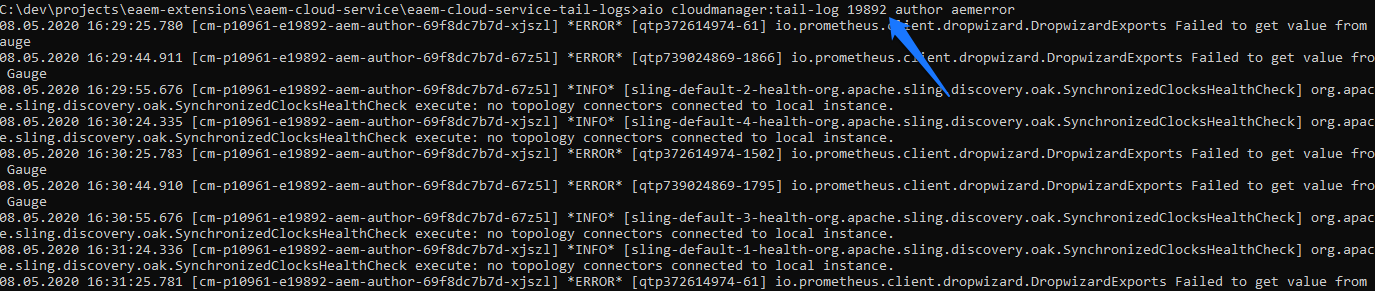 C:\dev\projects\eaem-extensions\eaem-cloud-service\eaem-cloud-service-tail-logs>aio cloudmanager:tail-log 19892 author aemerror
08.05.2020 16:29:25.780 [cm-p10961-e19892-aem-author-69f8dc7b7d-xjszl] *ERROR* [qtp372614974-61] io.prometheus.client.dropwizard.DropwizardExports Failed to get value from
auge
08.05.2020 16:29:44.911 [cm-p10961-e19892-aem-author-69f8dc7b7d-67z5l] *ERROR* [qtp739024869-1866] io.prometheus.client.dropwizard.DropwizardExports Failed to get value from
Gauge
08.05.2020 16:29:55.676 [cm-p10961-e19892-aem-author-69f8dc7b7d-67z5l] *INFO* [sling-default-2-health-org.apache.sling.discovery.oak.SynchronizedClocksHealthCheck] org.apac
e.sling.discovery.oak.SynchronizedClocksHealthCheck execute: no topology connectors connected to local instance.
08.05.2020 16:30:24.335 [cm-p10961-e19892-aem-author-69f8dc7b7d-xjszl] *INFO* [sling-default-4-health-org.apache.sling.discovery.oak.SynchronizedClocksHealthCheck] org.apac
e.sling.discovery.oak.SynchronizedClocksHealthCheck execute: no topology connectors connected to local instance.
08.05.2020 16:30:25.783 [cm-p10961-e19892-aem-author-69f8dc7b7d-xjszl] *ERROR* [qtp372614974-1502] io.prometheus.client.dropwizard.DropwizardExports Failed to get value fro
Gauge
08.05.2020 16:30:44.910 [cm-p10961-e19892-aem-author-69f8dc7b7d-67z5l] *ERROR* [qtp739024869-1795] io.prometheus.client.dropwizard.DropwizardExports Failed to get value fro
Gauge
08.05.2020 16:30:55.676 [cm-p10961-e19892-aem-author-69f8dc7b7d-67z5l] *INFO* [sling-default-3-health-org.apache.sling.discovery.oak.SynchronizedClocksHealthCheck] org.apac
e.sling.discovery.oak.SynchronizedClocksHealthCheck execute: no topology connectors connected to local instance.
08.05.2020 16:31:24.336 [cm-p10961-e19892-aem-author-69f8dc7b7d-xjszl] *INFO* [sling-default-1-health-org.apache.sling.discovery.oak.SynchronizedClocksHealthCheck] org.apac
e.sling.discovery.oak.SynchronizedClocksHealthCheck execute: no topology connectors connected to local instance.
08.05.2020 16:31:25.781 [cm-p10961-e19892-aem-author-69f8dc7b7d-xjszl] *ERROR* [qtp372614974-61] io.prometheus.client.dropwizard.DropwizardExports Failed to get value from